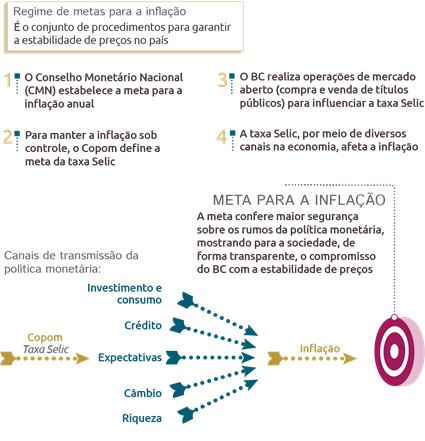 Regime de metas para a inflação
É o conjunto de procedimentos para garantir
a estabilidade de preços no país
1 O Conselho Monetário Nacional
(CMN) estabelece a meta para a
inflação anual
2 Para manter a inflação sob
controle, o Copom define a
meta da taxa Selic
3 O BC realiza operações de mercado
aberto (compra e venda de títulos
públicos) para influenciar a taxa Selic
4 A taxa Selic, por meio de diversos
canais na economia, afeta a inflação
META PARA A INFLAÇÃO
A meta confere maior segurança
sobre os rumos da política monetária,
mostrando para a sociedade, de
forma transparente, o compromisso
do BC com a estabilidade de preços
Canais de transmissão da
política monetária:
Investimento e
consumo
Crédito
Copom
Taxa Selic
Expectativas
Inflação
Câmbio
Riqueza